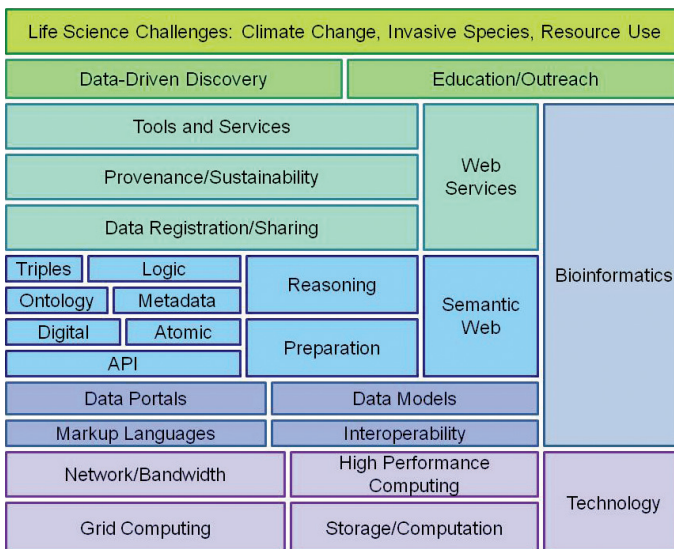 Life Science Challenges: Climate Change, Invasive Species, Resource Use
Data-Driven Discovery
Education/Outreach
Tools and Services
Provenance/Sustainability
Data Registration/Sharing
Web
Services
Bioinformatics
Triples
Logic
Ontology
Metadata
Digital
Atomic
API
Reasoning
Preparation
Semantic
Web
Data Portals
Data Models
Markup Languages
Interoperability
Network/Bandwidth
High Performance
Computing
Grid Computing
Storage/Computation
Technology